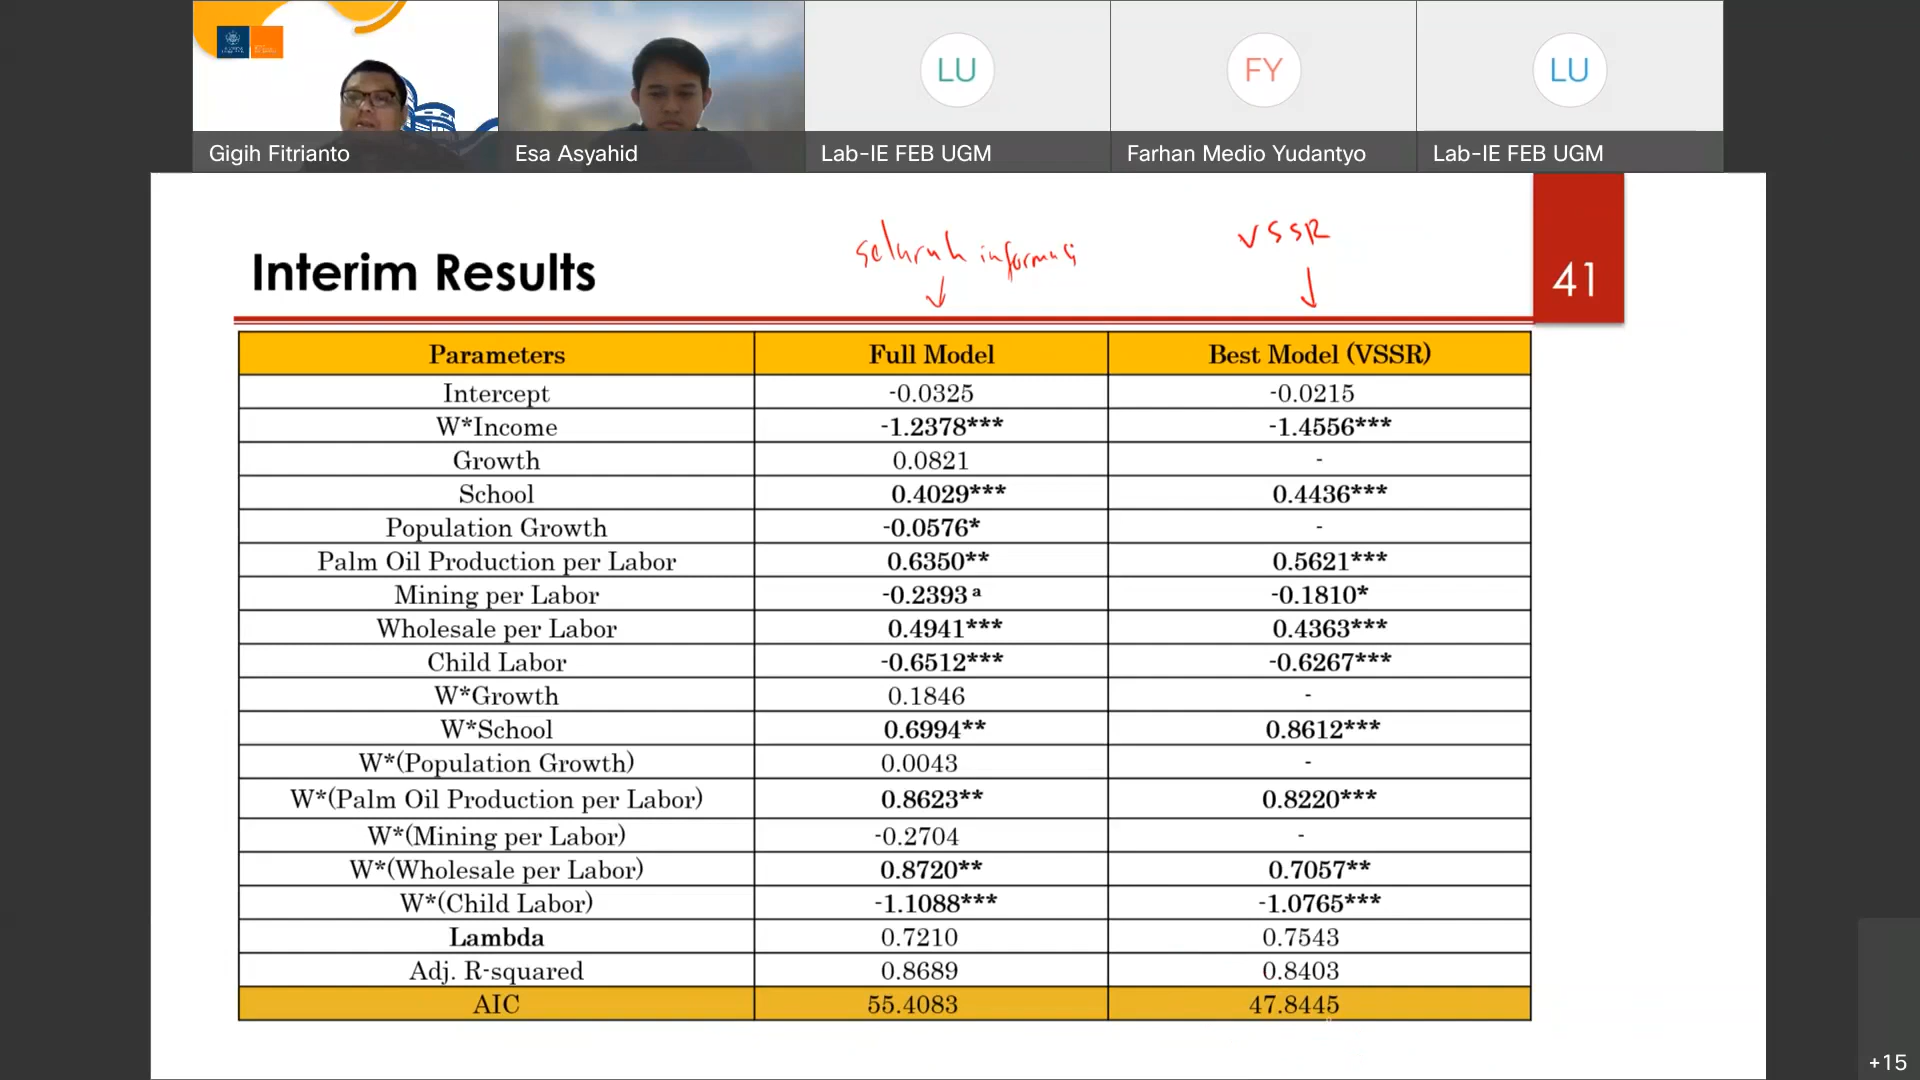 LU
FY
LU
Gigih Fitrianto
Esa Asyahid
Lab-IE FEB UGM
Farhan Medio Yudantyo
Lab-IE FEB UGM
seluruh informasi
VSSR
Interim Results
41
Parameters Full Model Best Model (VSSR)
Intercept -0.0325 -0.0215
W*Income -1.2378*** -1.4556***
Growth 0.0821 -
School 0.4029*** 0.4436***
Population Growth -0.0576* -
Palm Oil Production per Labor 0.6350** 0.5621***
Mining per Labor -0.2393 a -0.1810*
Wholesale per Labor 0.4941*** 0.4363***
Child Labor -0.6512*** -0.6267***
W*Growth 0.1846 -
W*School 0.6994** 0.8612***
W*(Population Growth) 0.0043 -
W*(Palm Oil Production per Labor) 0.8623** 0.8220***
W*(Mining per Labor) -0.2704 -
W*(Wholesale per Labor) 0.8720** 0.7057**
W*(Child Labor) -1.1088*** -1.0765***
Lambda 0.7210 0.7543
Adj. R-squared 0.8689 0.8403
AIC 55.4083 47.8445
+15